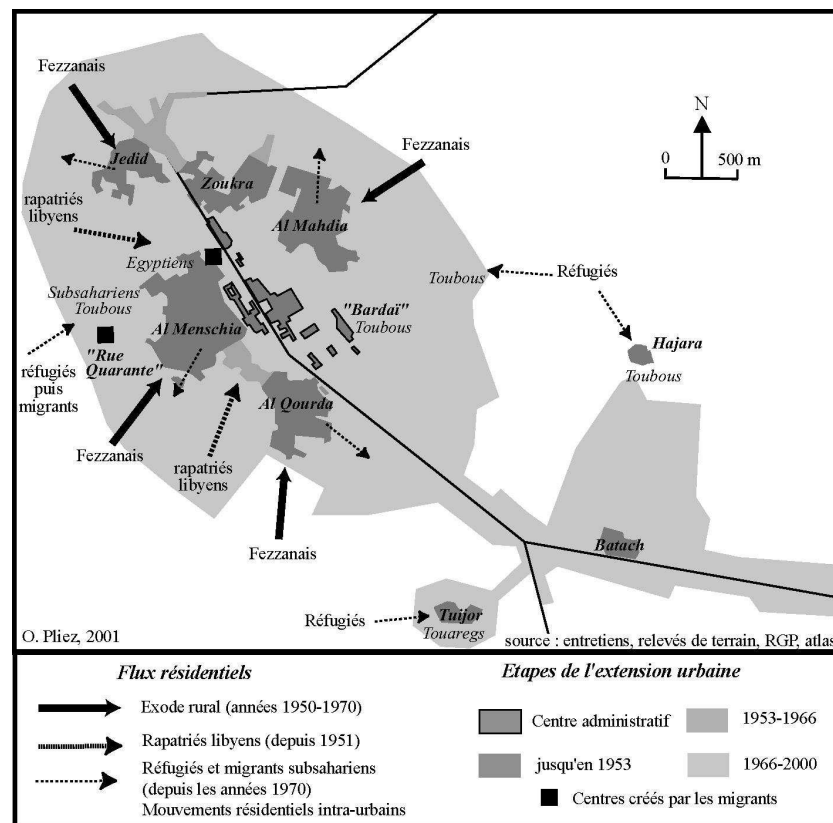 Fezzanais
Jedid
Zoukra
Fezzanais
N
0 500 m
Al Mahdia
rapatriés
libyens
Egyptiens
Toubous
Réfugiés
Subsahariens
Toubous
"Bardaï"
Toubous
Al Menschia
Hajara
Toubous
"Rue
Quarante"
réfugiés
puis
migrants
Al Qourda
Fezzanais
rapatriés
libyens
Fezzanais
Batach
Réfugiés
Tuijor
Touaregs
O. Pliez, 2001
source : entretiens, relevés de terrain, RGP, atlas
Flux résidentiels
Exode rural (années 1950-1970)
Rapatriés libyens (depuis 1951)
Réfugiés et migrants subsahariens
(depuis les années 1970)
Mouvements résidentiels intra-urbains
Etapes de l'extension urbaine
Centre administratif
1953-1966
jusqu'en 1953
1966-2000
Centres créés par les migrants